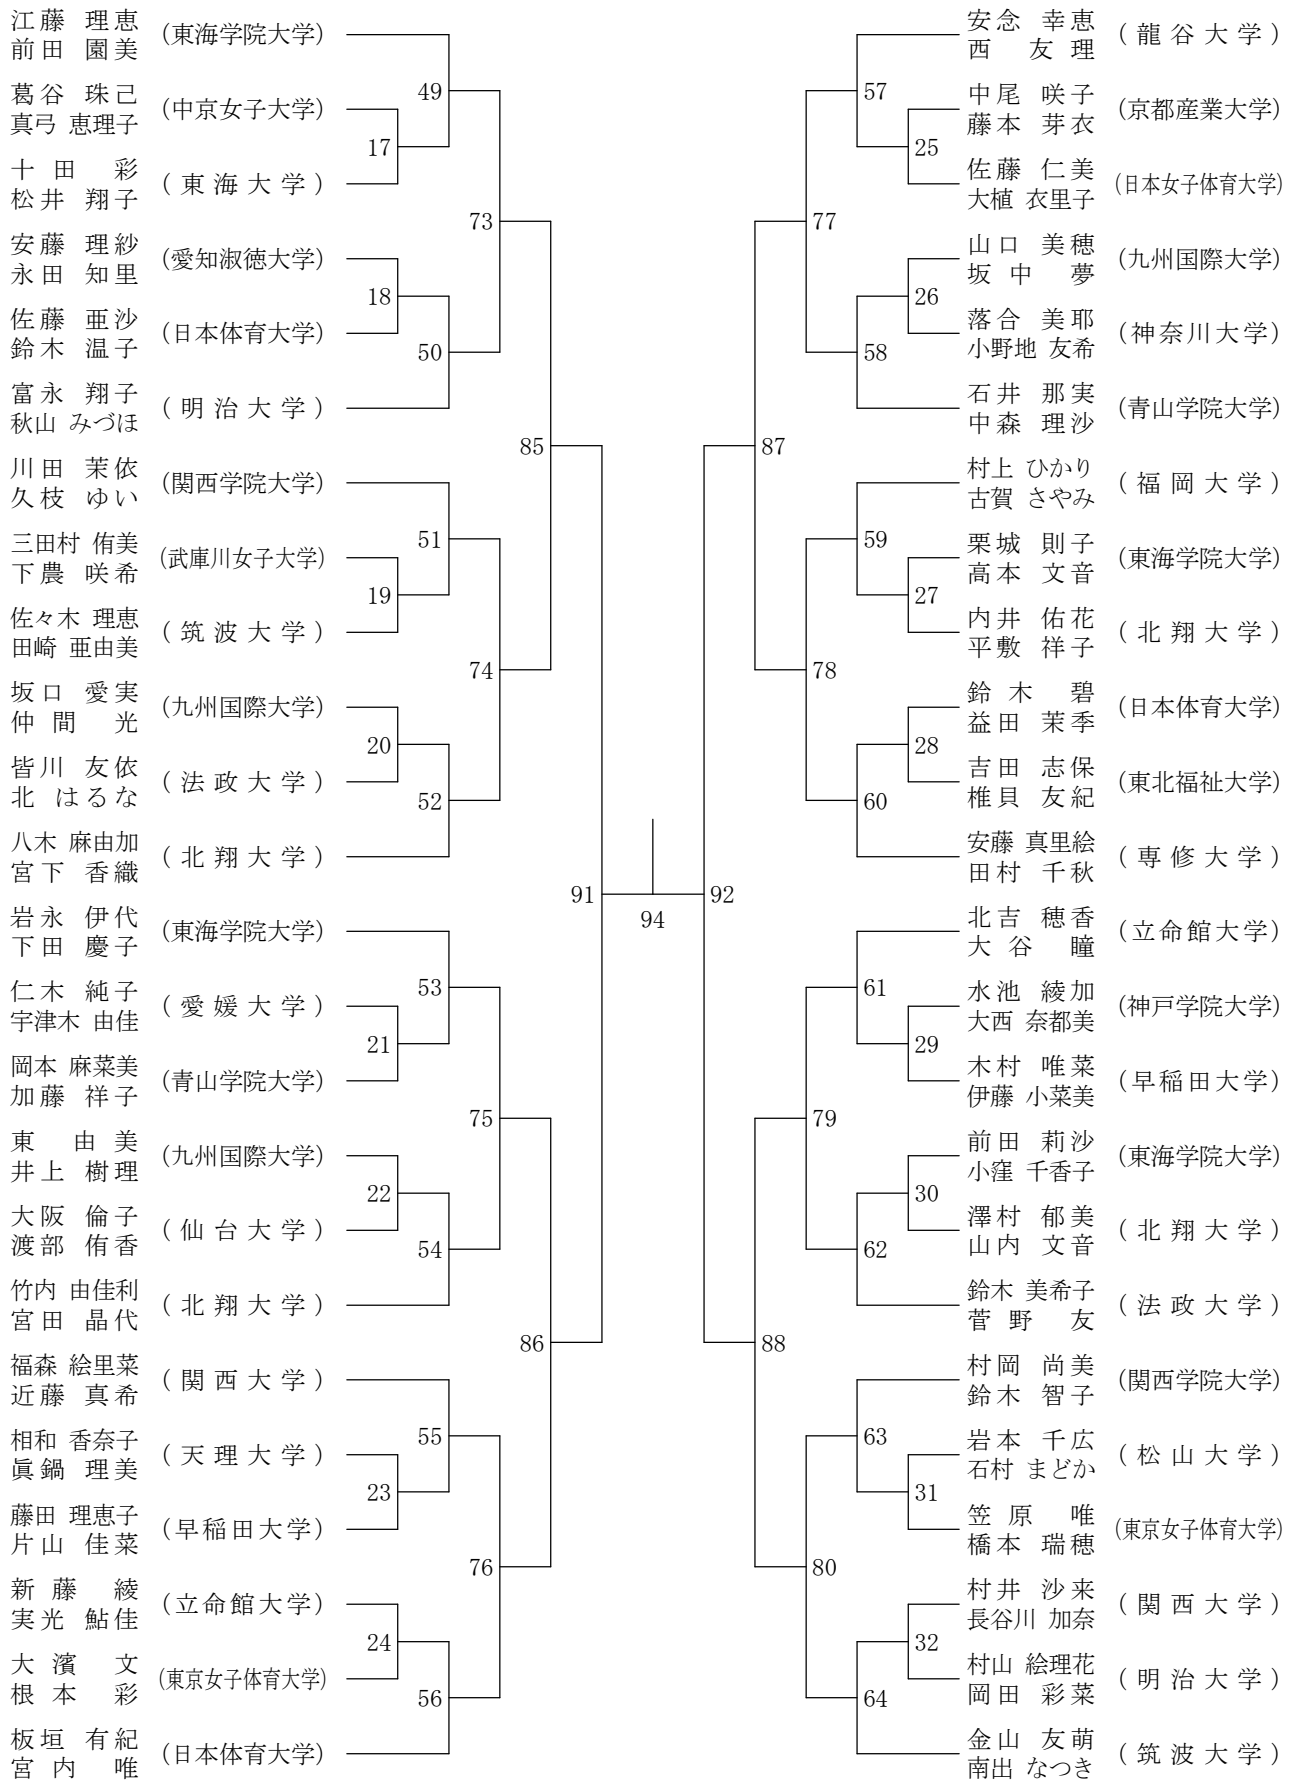 江藤 理恵
前田 園美
(東海学院大学)
葛谷 珠己
真弓 恵理子
(中京女子大学)
十田 彩
松井 翔子
(東海大学)
安藤 理紗
永田 知里
(愛知淑徳大学)
佐藤 亜沙
鈴木 温子
(日本体育大学)
富永 翔子
秋山 みづほ
(明治大学)
川田 茉依
久枝 ゆい
(関西学院大学)
三田村 侑美
下農 咲希
(武庫川女子大学)
佐々木 理恵
田崎 亜由美
(筑波大学)
坂口 愛実
仲間 光
(九州国際大学)
皆川 友依
北 はるな
(法政大学)
八木 麻由加
宮下 香織
(北翔大学)
岩永 伊代
下田 慶子
(東海学院大学)
仁木 純子
宇津木 由佳
(愛媛大学)
岡本 麻菜美
加藤 祥子
(青山学院大学)
東 由美
井上 樹理
(九州国際大学)
大阪 倫子
渡部 侑香
(仙台大学)
竹内 由佳利
宮田 晶代
(北翔大学)
福森 絵里菜
近藤 真希
(関西大学)
相和 香奈子
眞鍋 理美
(天理大学)
藤田 理恵子
片山 佳菜
(早稲田大学)
新藤 綾
実光 鮎佳
(立命館大学)
大濱 文
根本 彩
(東京女子体育大学)
板垣 有紀
宮内 唯
(日本体育大学)
17
18
19
20
21
22
23
24
49
50
51
52
53
54
55
56
73
74
75
76
85
86
91
94
92
87
88
77
78
79
80
57
58
59
60
61
62
63
64
25
26
27
28
29
30
31
32
安念 幸恵
西 友理
(龍谷大学)
中尾 咲子
藤本 芽衣
(京都産業大学)
佐藤 仁美
大植 衣里子
(日本女子体育大学)
山口 美穂
坂中 夢
(九州国際大学)
落合 美耶
小野地 友希
(神奈川大学)
石井 那実
中森 理沙
(青山学院大学)
村上 ひかり
古賀 さやみ
(福岡大学)
栗城 則子
高本 文音
(東海学院大学)
内井 佑花
平敷 祥子
(北翔大学)
鈴木 碧
益田 茉季
(日本体育大学)
吉田 志保
椎貝 友紀
(東北福祉大学)
安藤 真里絵
田村 千秋
(専修大学)
北吉 穂香
大谷 瞳
(立命館大学)
水池 綾加
大西 奈都美
(神戸学院大学)
木村 唯菜
伊藤 小菜美
(早稲田大学)
前田 莉沙
小窪 千香子
(東海学院大学)
澤村 郁美
山内 文音
(北翔大学)
鈴木 美希子
菅野 友
(法政大学)
村岡 尚美
鈴木 智子
(関西学院大学)
岩本 千広
石村 まどか
(松山大学)
笠原 唯
橋本 瑞穂
(東京女子体育大学)
村井 沙来
長谷川 加奈
(関西大学)
村山 絵理花
岡田 彩菜
(明治大学)
金山 友萌
南出 なつき
(筑波大学)